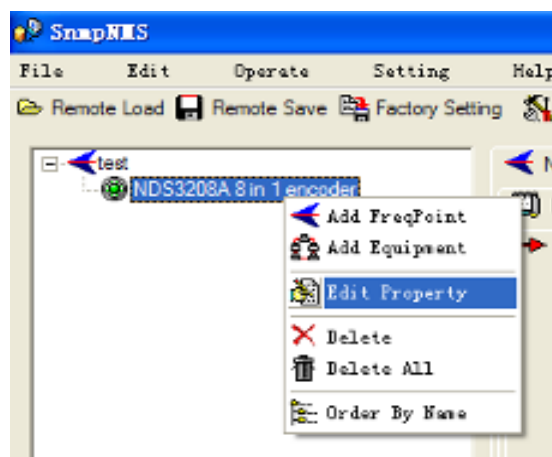 SnmpNMS
File Edit Operate Setting Help
Remote Load Remote Save Factory Setting
test
NDS3208A 8 in 1 encoder
Add FreqPoint
Add Equipment
Edit Property
Delete
Delete All
Order By Name